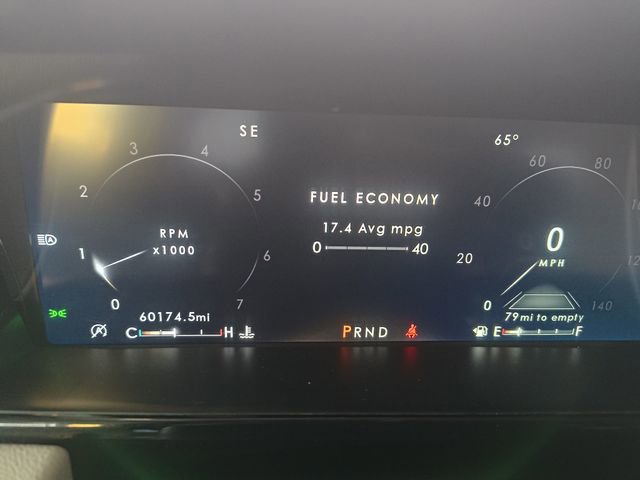 SE
65°
3 4
2 5
1 6
0 7
RPM
x1000
60174.5mi
C H
FUEL ECONOMY
17.4 Avg mpg
0 40
PRND
60 80
40
20
0 140
0
MPH
79 mi to empty
E F